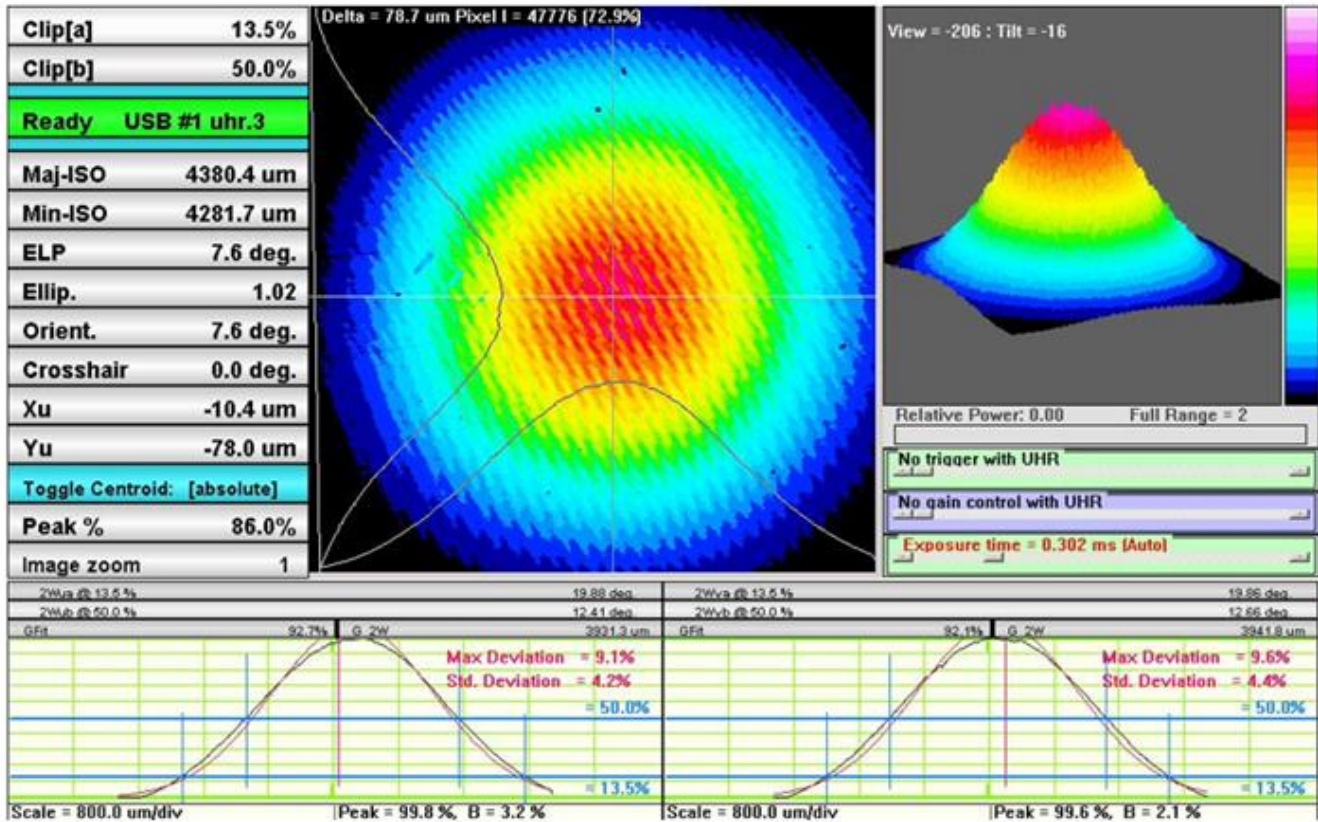 Clip[a] 13.5%
Clip[b] 50.0%
Ready USB #1 uhr.3
Maj-ISO 4380.4 um
Min-ISO 4281.7 um
ELP 7.6 deg.
Ellip. 1.02
Orient. 7.6 deg.
Crosshair 0.0 deg.
Xu -10.4 um
Yu -78.0 um
Toggle Centroid: [absolute]
Peak % 86.0%
Image zoom 1
Delta = 78.7 um Pixel I = 47776 [72.9%]
View = -206 : Tilt = -16
Relative Power: 0.00 Full Range = 2
No trigger with UHR
No gain control with UHR
Exposure time = 0.302 ms (Auto)
2Wua @ 13.5 % 19.88 deg.
2Wub @ 50.0 % 12.41 deg.
GFit 92.7% G_2W 3931.3 um
Max Deviation = 9.1%
Std. Deviation = 4.2%
= 50.0%
= 13.5%
Scale = 800.0 um/div Peak = 99.8 %, B = 3.2 %
2Wva @ 13.5 % 19.86 deg.
2Wvb @ 50.0 % 12.66 deg.
GFit 92.1% G_2W 3941.8 um
Max Deviation = 9.6%
Std. Deviation = 4.4%
= 50.0%
= 13.5%
Scale = 800.0 um/div Peak = 99.6 %, B = 2.1 %